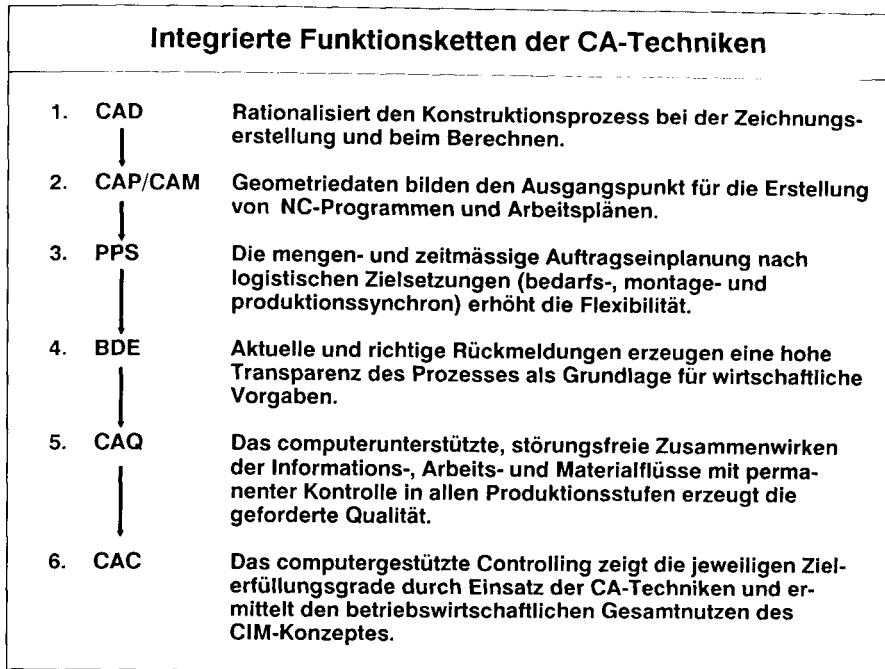 Integrierte Funktionsketten der CA-Techniken
1. CAD Rationalisiert den Konstruktionsprozess bei der Zeichnungs-
erstellung und beim Berechnen.
2. CAP/CAM Geometriedaten bilden den Ausgangspunkt für die Erstellung
von NC-Programmen und Arbeitsplänen.
3. PPS Die mengen- und zeitmässige Auftragseinplanung nach
logistischen Zielsetzungen (bedarfs-, montage- und
produktionssynchron) erhöht die Flexibilität.
4. BDE Aktuelle und richtige Rückmeldungen erzeugen eine hohe
Transparenz des Prozesses als Grundlage für wirtschaftliche
Vorgaben.
5. CAQ Das computerunterstützte, störungsfreie Zusammenwirken
der Informations-, Arbeits- und Materialflüsse mit perma-
nenter Kontrolle in allen Produktionsstufen erzeugt die
geforderte Qualität.
6. CAC Das computergestützte Controlling zeigt die jeweiligen Ziel-
erfüllungsgrade durch Einsatz der CA-Techniken und er-
mittelt den betriebswirtschaftlichen Gesamtnutzen des
CIM-Konzeptes.